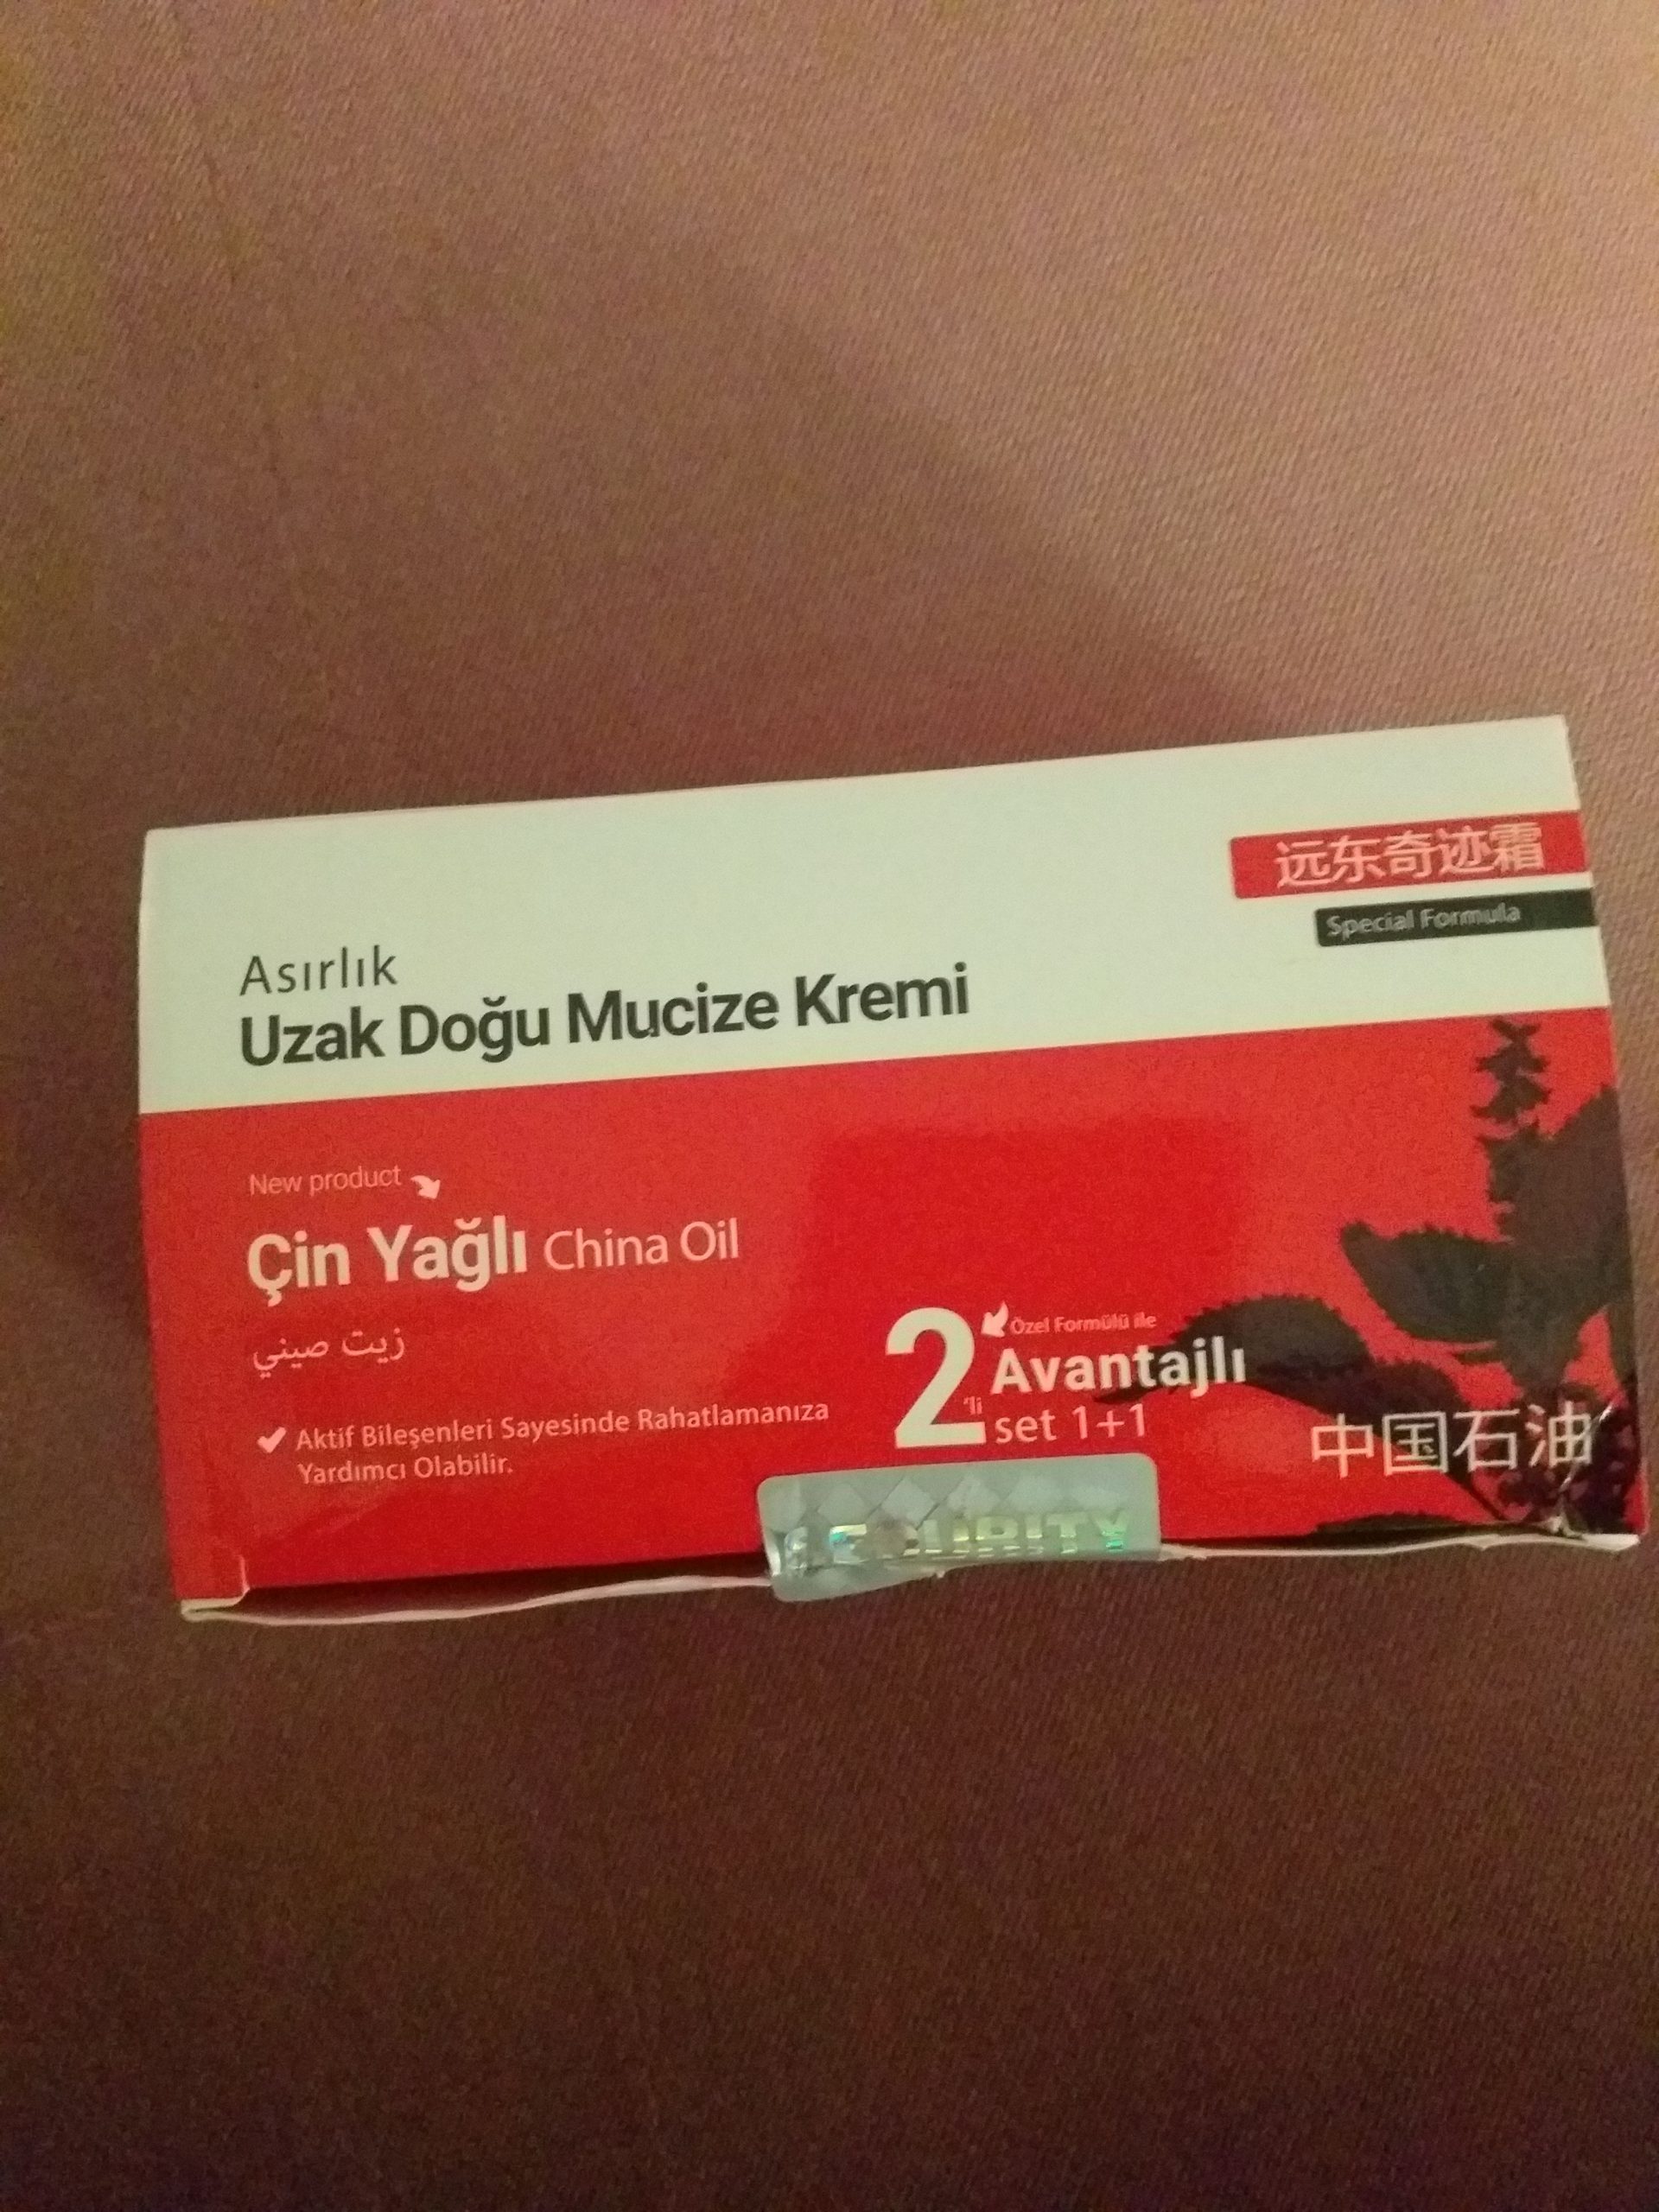 远东奇迹霜
Special Formula
Asırlık
Uzak Doğu Mucize Kremi
New product
Çin Yağlı China Oil
زيت صيني
Aktif Bileşenleri Sayesinde Rahatlamanıza
Yardımcı Olabilir.
2'li
Özel Formülü ile
Avantajlı
set 1+1
中国石油
SECURITY